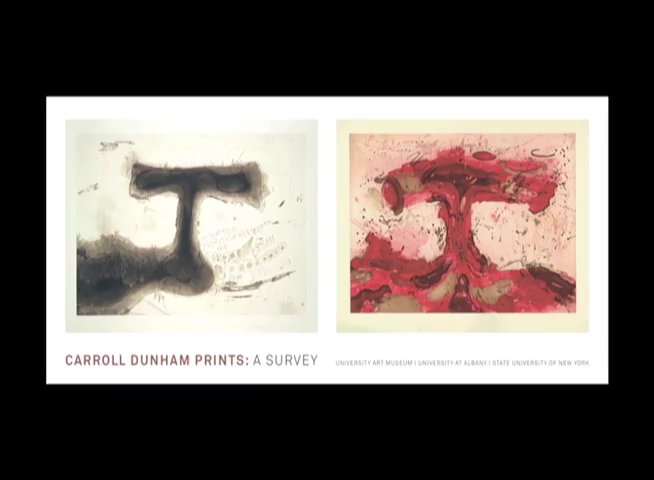 CARROLL DUNHAM PRINTS: A SURVEY
UNIVERSITY ART MUSEUM | UNIVERSITY AT ALBANY | STATE UNIVERSITY OF NEW YORK